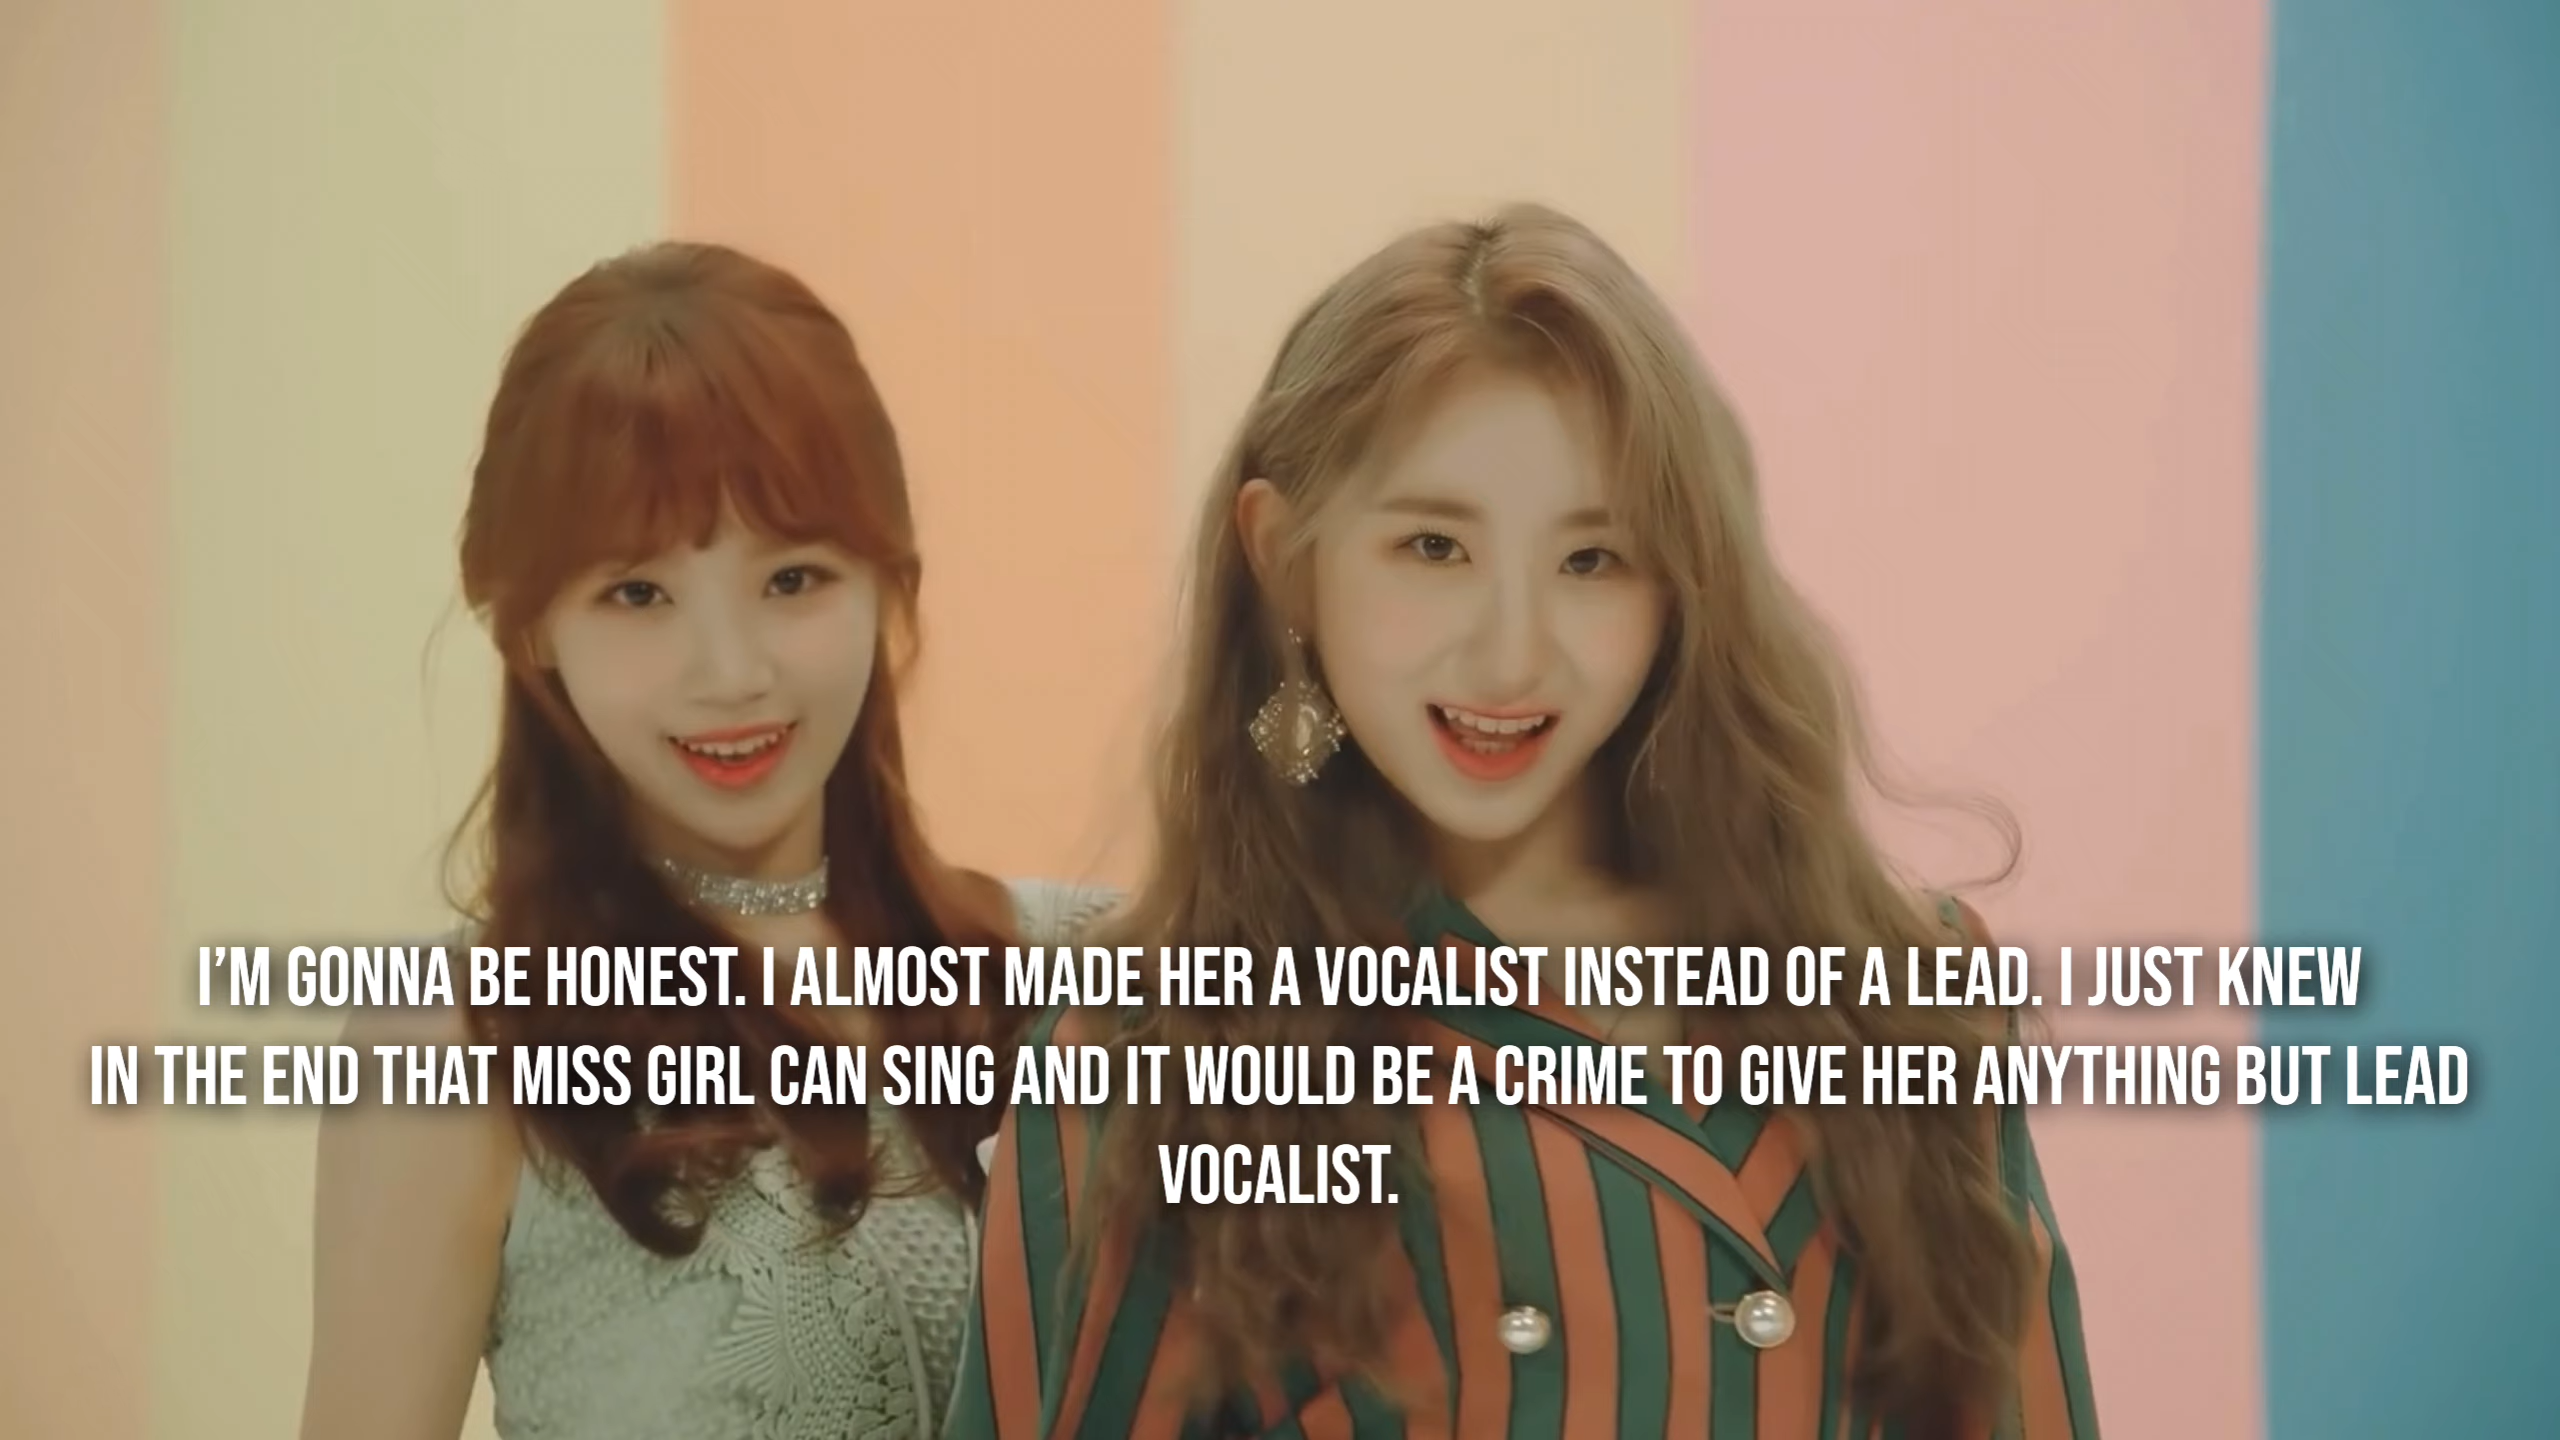 I'M GONNA BE HONEST. I ALMOST MADE HER A VOCALIST INSTEAD OF A LEAD. I JUST KNEW
IN THE END THAT MISS GIRL CAN SING AND IT WOULD BE A CRIME TO GIVE HER ANYTHING BUT LEAD
VOCALIST.